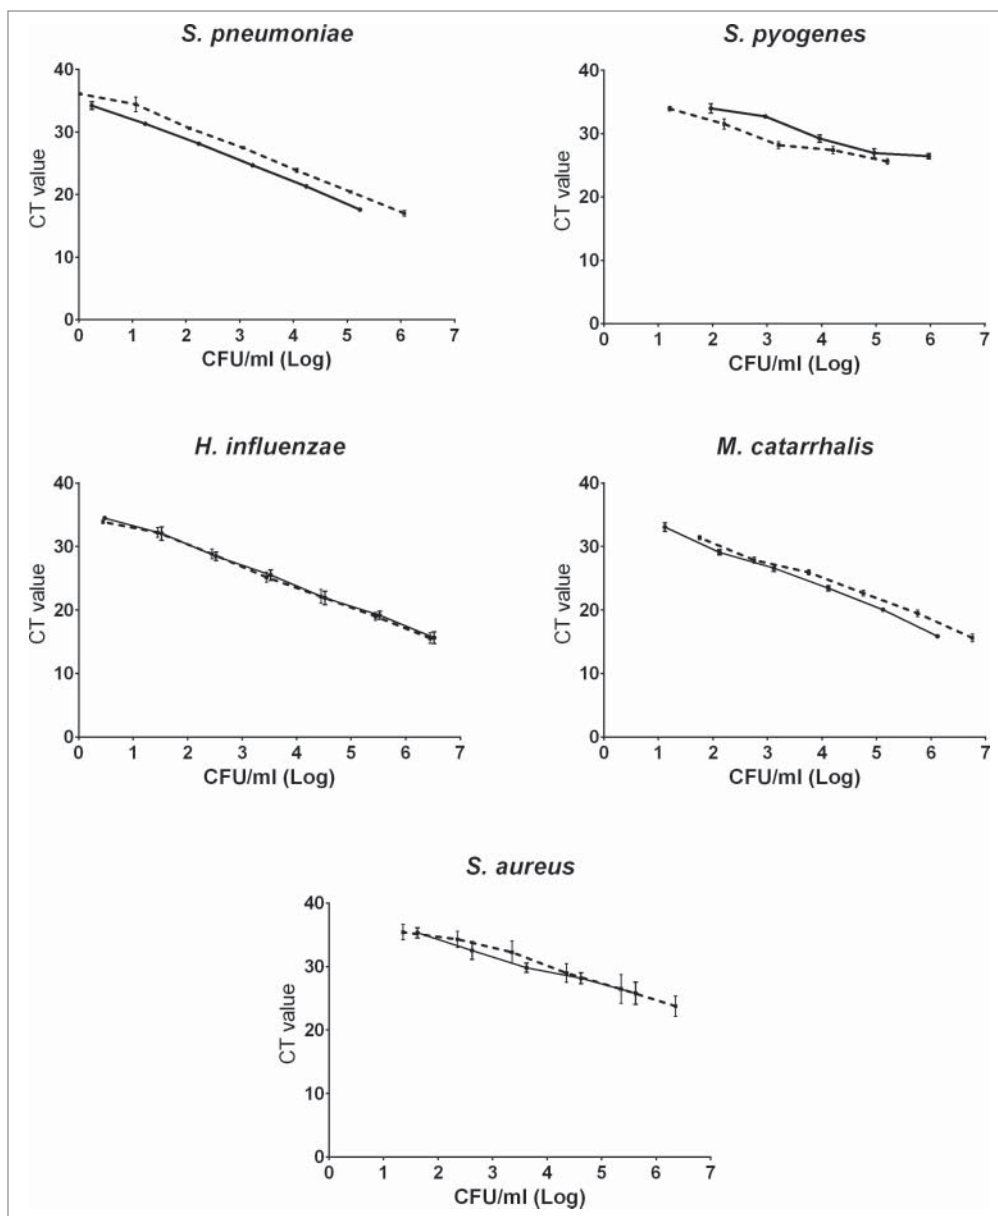 S. pneumoniae
S. pyogenes
40
30
20
10
0
CT value
0 1 2 3 4 5 6 7
CFU/ml (Log)
40
30
20
10
0
CT value
0 1 2 3 4 5 6 7
CFU/ml (Log)
H. influenzae
M. catarrhalis
40
30
20
10
0
CT value
0 1 2 3 4 5 6 7
CFU/ml (Log)
40
30
20
10
0
CT value
0 1 2 3 4 5 6 7
CFU/ml (Log)
S. aureus
40
30
20
10
0
CT value
0 1 2 3 4 5 6 7
CFU/ml (Log)